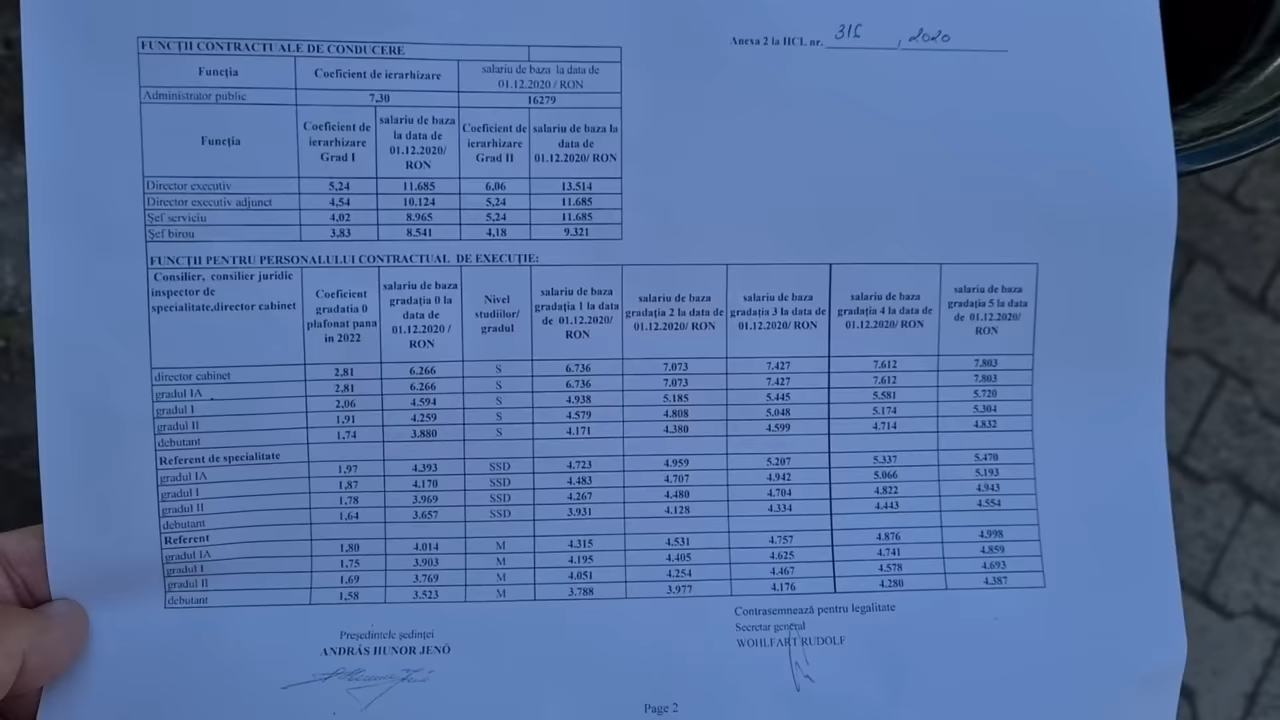 Anexa 2 la HCL nr. 315, 2020
FUNCȚII CONTRACTUALE DE CONDUCERE
Funcția Coeficient de ierarhizare salariu de baza la data de 01.12.2020 / RON
Administrator public 7,30 16279
Funcția Coeficient de ierarhizare Grad I salariu de baza la data de 01.12.2020/ RON Coeficient de ierarhizare Grad II salariu de baza la data de 01.12.2020/ RON
Director executiv 5,24 11.685 6,06 13.514
Director executiv adjunct 4,54 10.124 5,24 11.685
Șef serviciu 4,02 8.965 5,24 11.685
Șef birou 3,83 8.541 4,18 9.321
FUNCȚII PENTRU PERSONALULUI CONTRACTUAL DE EXECUȚIE:
Consilier, consilier juridic inspector de specialitate,director cabinet Coeficient gradatia 0 plafonat pana in 2022 salariu de baza gradația 0 la data de 01.12.2020 / RON Nivel studiilor/ gradul salariu de baza gradația 1 la data de 01.12.2020/ RON salariu de baza gradația 2 la data de 01.12.2020/ RON salariu de baza gradația 3 la data de 01.12.2020/ RON salariu de baza gradația 4 la data de 01.12.2020/ RON salariu de baza gradația 5 la data de 01.12.2020/ RON
director cabinet 2,81 6.266 S 6.736 7.073 7.427 7.612 7.803
gradul IA 2,81 6.266 S 6.736 7.073 7.427 7.612 7.803
gradul I 2,06 4.594 S 4.938 5.185 5.445 5.581 5.720
gradul II 1,91 4.259 S 4.579 4.808 5.048 5.174 5.304
debutant 1,74 3.880 S 4.171 4.380 4.599 4.714 4.832
Referent de specialitate
gradul IA 1,97 4.393 SSD 4.723 4.959 5.207 5.337 5.470
gradul I 1,87 4.170 SSD 4.483 4.707 4.942 5.066 5.193
gradul II 1,78 3.969 SSD 4.267 4.480 4.704 4.822 4.943
debutant 1,64 3.657 SSD 3.931 4.128 4.334 4.443 4.554
Referent
gradul IA 1,80 4.014 M 4.315 4.531 4.757 4.876 4.998
gradul I 1,75 3.903 M 4.195 4.405 4.625 4.741 4.859
gradul II 1,69 3.769 M 4.051 4.254 4.467 4.578 4.693
debutant 1,58 3.523 M 3.788 3.977 4.176 4.280 4.387
Președintele ședinței
ANDRÁS HUNOR JENŐ
Contrasemnează pentru legalitate
Secretar general
WOHLFART RUDOLF
Page 2